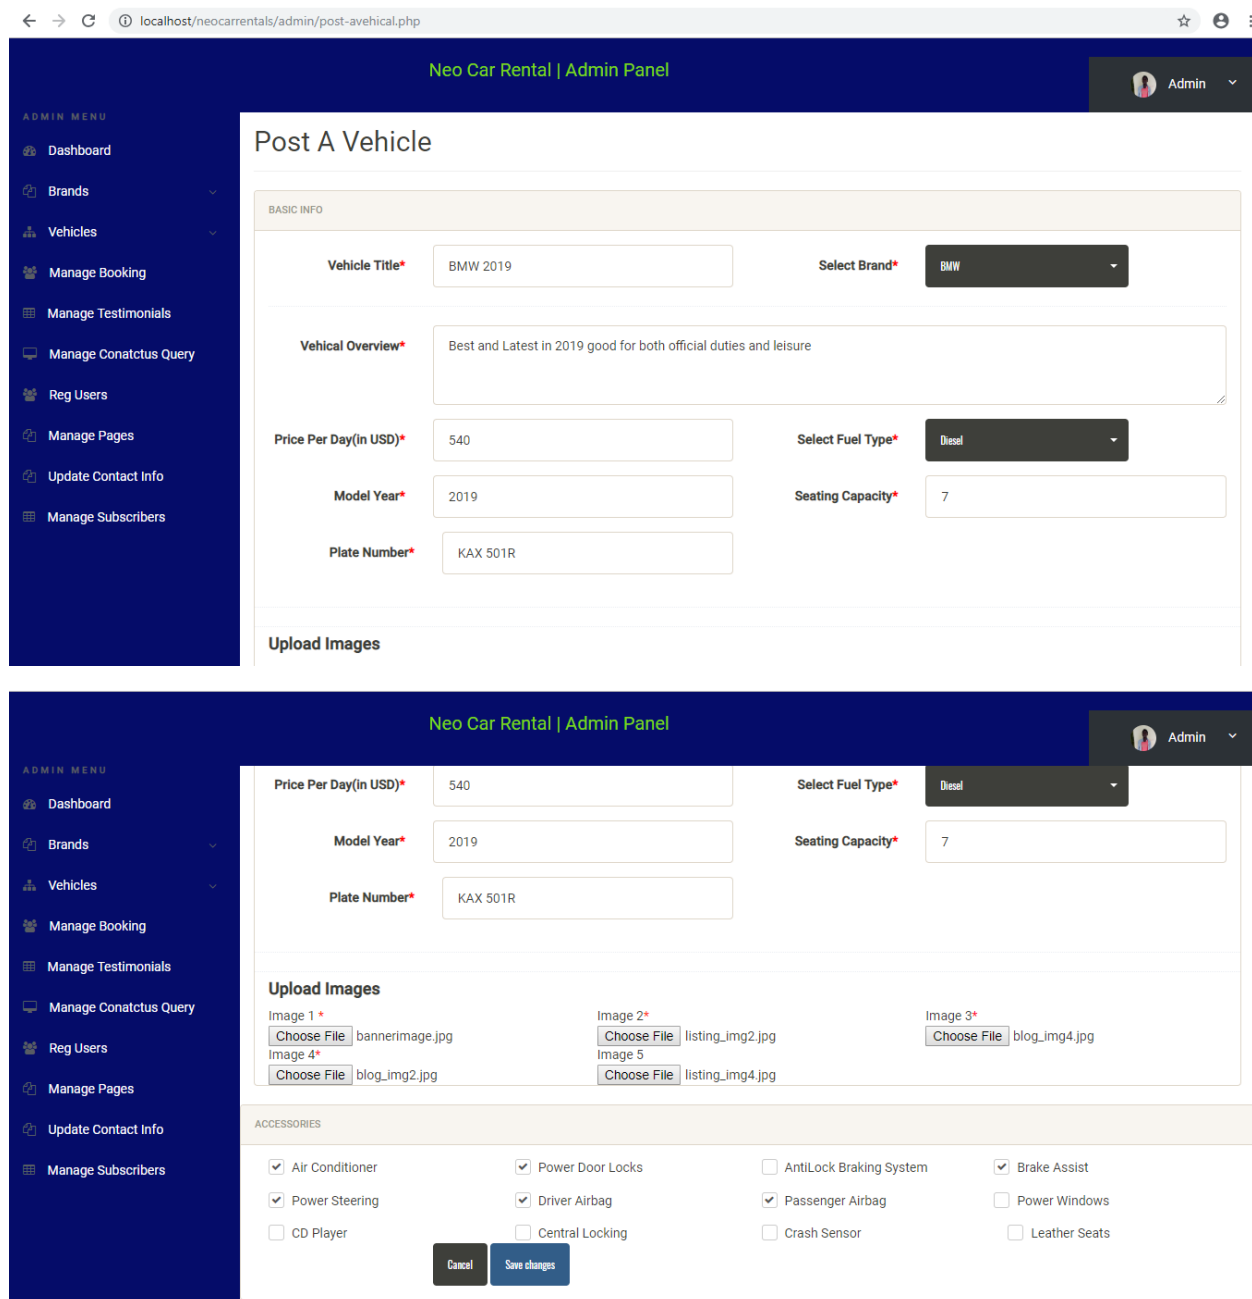 localhost/neocarrentals/admin/post-avehical.php
Neo Car Rental | Admin Panel
Admin
ADMIN MENU
Dashboard
Brands
Vehicles
Manage Booking
Manage Testimonials
Manage Conatctus Query
Reg Users
Manage Pages
Update Contact Info
Manage Subscribers
Post A Vehicle
BASIC INFO
Vehicle Title* BMW 2019 Select Brand* BMW
Vehical Overview* Best and Latest in 2019 good for both official duties and leisure
Price Per Day(in USD)* 540 Select Fuel Type* Diesel
Model Year* 2019 Seating Capacity* 7
Plate Number* KAX 501R
Upload Images
Neo Car Rental | Admin Panel
Admin
ADMIN MENU
Dashboard
Brands
Vehicles
Manage Booking
Manage Testimonials
Manage Conatctus Query
Reg Users
Manage Pages
Update Contact Info
Manage Subscribers
Price Per Day(in USD)* 540 Select Fuel Type* Diesel
Model Year* 2019 Seating Capacity* 7
Plate Number* KAX 501R
Upload Images
Image 1 * Image 2* Image 3*
Choose File bannerimage.jpg Choose File listing_img2.jpg Choose File blog_img4.jpg
Image 4* Image 5
Choose File blog_img2.jpg Choose File listing_img4.jpg
ACCESSORIES
Air Conditioner Power Door Locks AntiLock Braking System Brake Assist
Power Steering Driver Airbag Passenger Airbag Power Windows
CD Player Central Locking Crash Sensor Leather Seats
Cancel Save changes